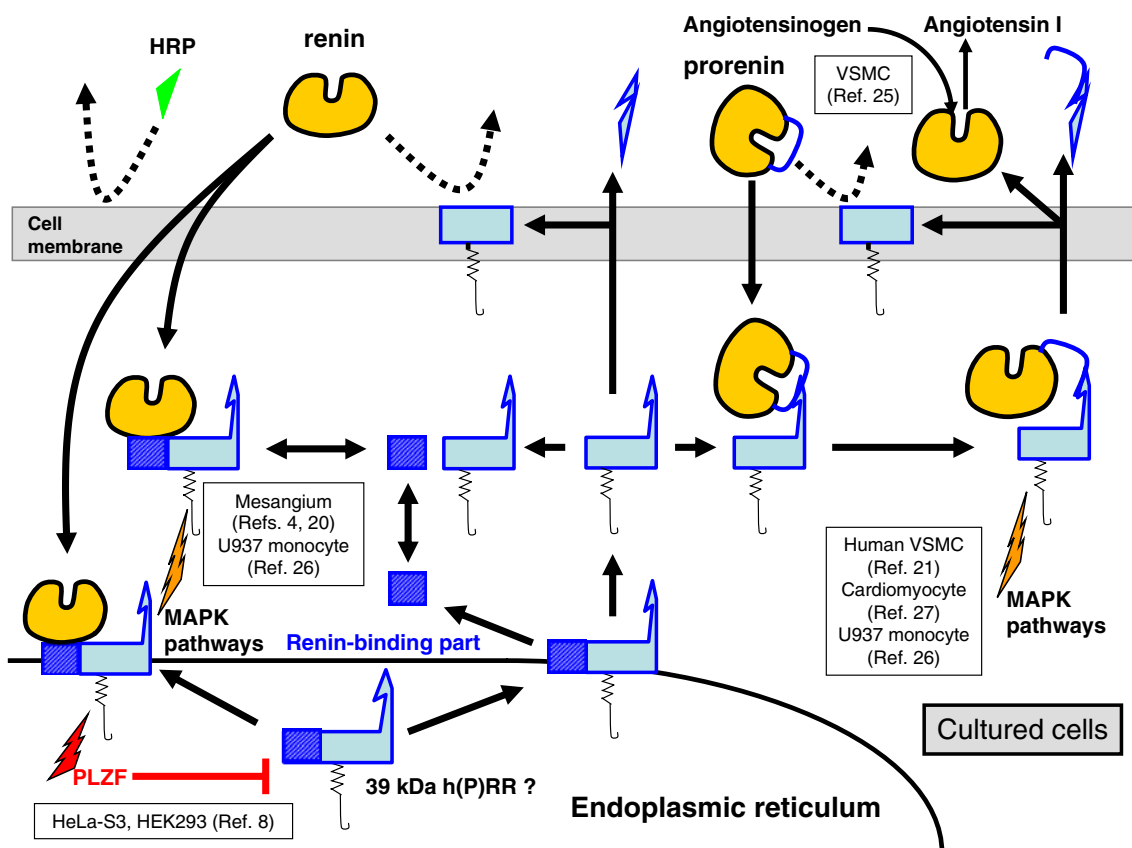 HRP
renin
Angiotensinogen
Angiotensin I
prorenin
VSMC
(Ref. 25)
Cell
membrane
Mesangium
(Refs. 4, 20)
U937 monocyte
(Ref. 26)
MAPK
pathways
Renin-binding part
Human VSMC
(Ref. 21)
Cardiomyocyte
(Ref. 27)
U937 monocyte
(Ref. 26)
MAPK
pathways
Cultured cells
PLZF
39 kDa h(P)RR ?
Endoplasmic reticulum
HeLa-S3, HEK293 (Ref. 8)